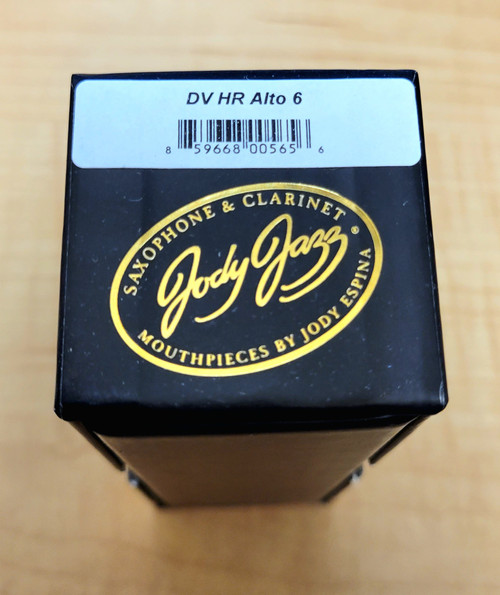 DV HR Alto 6
8 59668 00565 6
SAXOPHONE & CLARINET
Jody Jazz®
MOUTHPIECES BY JODY ESPINA